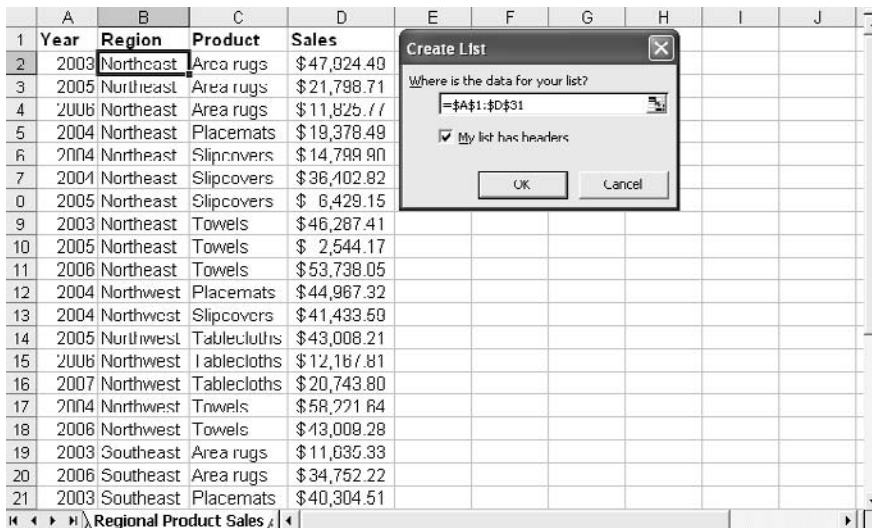 A B C D E F G H I J
1 Year Region Product Sales
2 2003 Northeast Area rugs $47,924.40
3 2005 Northeast Area rugs $21,798.71
4 2006 Northeast Area rugs $11,825.77
5 2004 Northeast Placemats $19,378.49
6 2004 Northeast Slipcovers $14,799.90
7 2004 Northeast Slipcovers $36,402.82
8 2005 Northeast Slipcovers $ 6,429.15
9 2003 Northeast Towels $46,287.41
10 2005 Northeast Towels $ 2,544.17
11 2006 Northeast Towels $53,738.05
12 2004 Northwest Placemats $44,967.32
13 2004 Northwest Slipcovers $41,433.59
14 2005 Northwest Tablecloths $43,008.21
15 2006 Northwest Tablecloths $12,167.81
16 2007 Northwest Tablecloths $20,743.80
17 2004 Northwest Towels $58,221.64
18 2006 Northwest Towels $43,009.28
19 2003 Southeast Area rugs $11,635.33
20 2006 Southeast Area rugs $34,752.22
21 2003 Southeast Placemats $40,304.51
Regional Product Sales
Create List
Where is the data for your list?
=$A$1:$D$31
My list has headers
OK Cancel